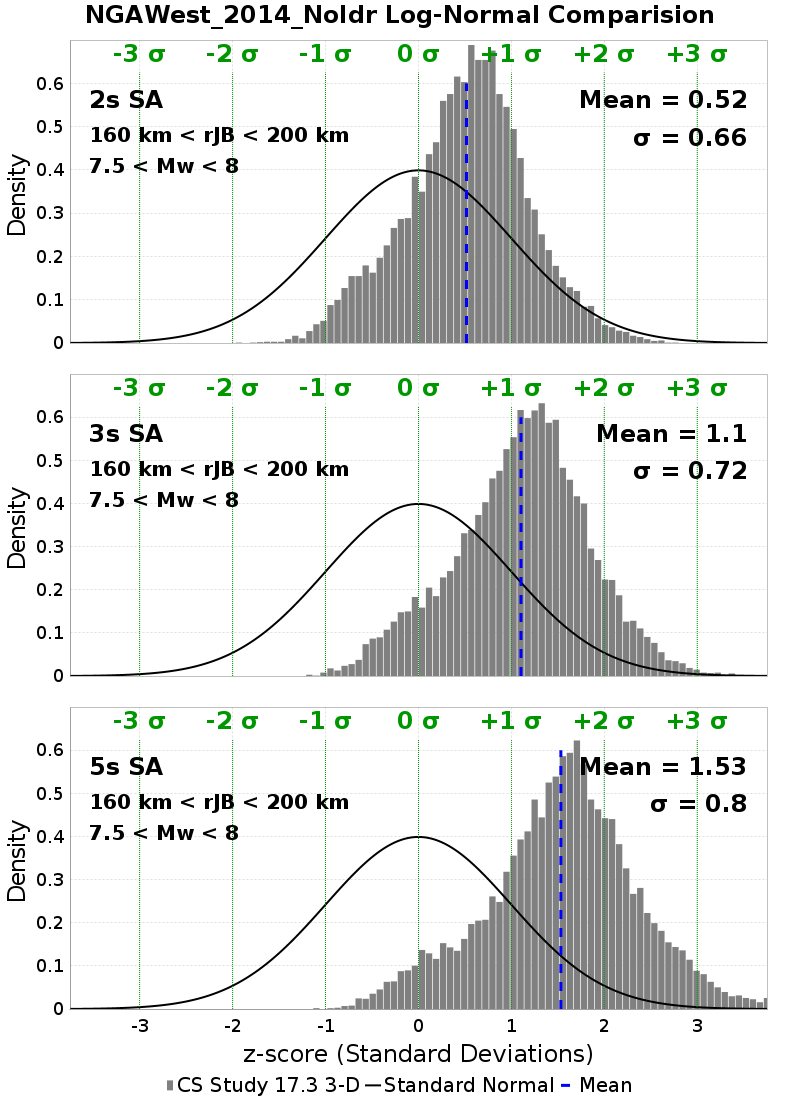 NGAWest_2014_NoIdr Log-Normal Comparision
-3 σ -2 σ -1 σ 0 σ +1 σ +2 σ +3 σ
2s SA
Mean = 0.52
160 km < rJB < 200 km
σ = 0.66
7.5 < Mw < 8
Density
0.6
0.5
0.4
0.3
0.2
0.1
0
-3 σ -2 σ -1 σ 0 σ +1 σ +2 σ +3 σ
3s SA
Mean = 1.1
160 km < rJB < 200 km
σ = 0.72
7.5 < Mw < 8
Density
0.6
0.5
0.4
0.3
0.2
0.1
0
-3 σ -2 σ -1 σ 0 σ +1 σ +2 σ +3 σ
5s SA
Mean = 1.53
160 km < rJB < 200 km
σ = 0.8
7.5 < Mw < 8
Density
0.6
0.5
0.4
0.3
0.2
0.1
0
-3 -2 -1 0 1 2 3
z-score (Standard Deviations)
CS Study 17.3 3-D Standard Normal Mean